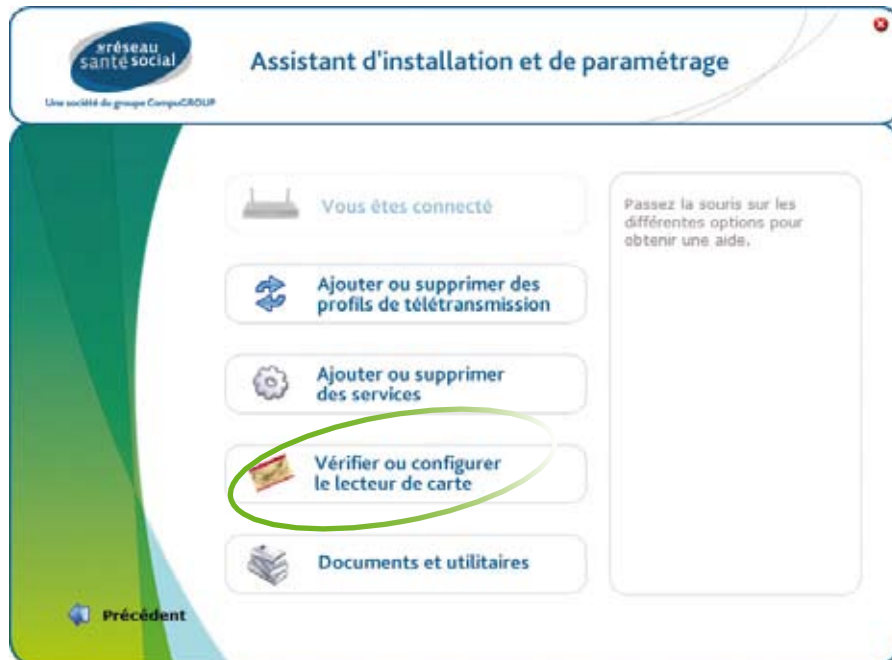 réseau
santé social
Une société du groupe CompuGROUP
Assistant d'installation et de paramétrage
Vous êtes connecté
Passez la souris sur les
différentes options pour
obtenir une aide.
Ajouter ou supprimer des
profils de télétransmission
Ajouter ou supprimer
des services
Vérifier ou configurer
le lecteur de carte
Documents et utilitaires
Précédent